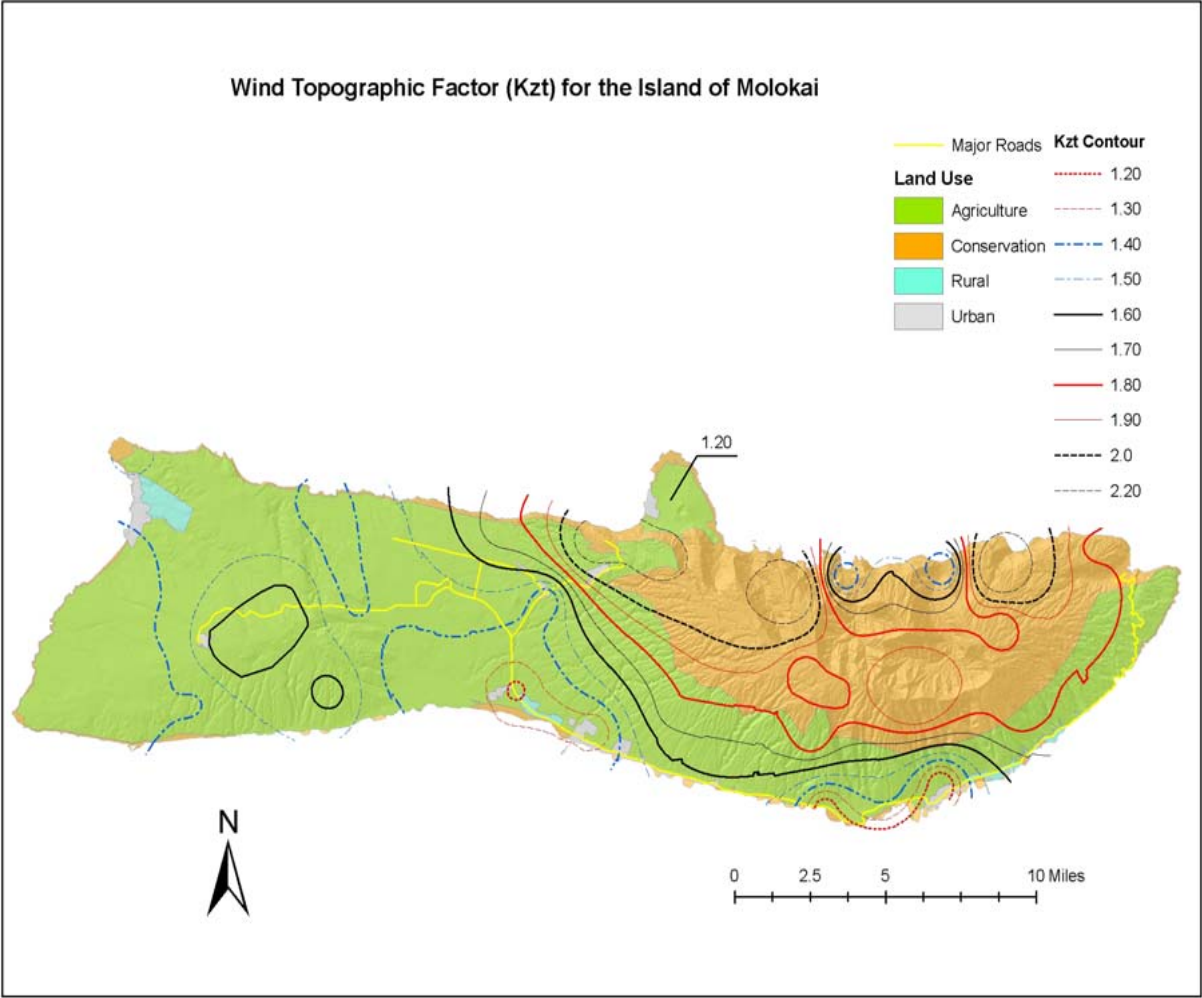 Wind Topographic Factor (Kzt) for the Island of Molokai
Major Roads
Land Use
Agriculture
Conservation
Rural
Urban
Kzt Contour
1.20
1.30
1.40
1.50
1.60
1.70
1.80
1.90
2.0
2.20
1.20
N
0 2.5 5 10 Miles